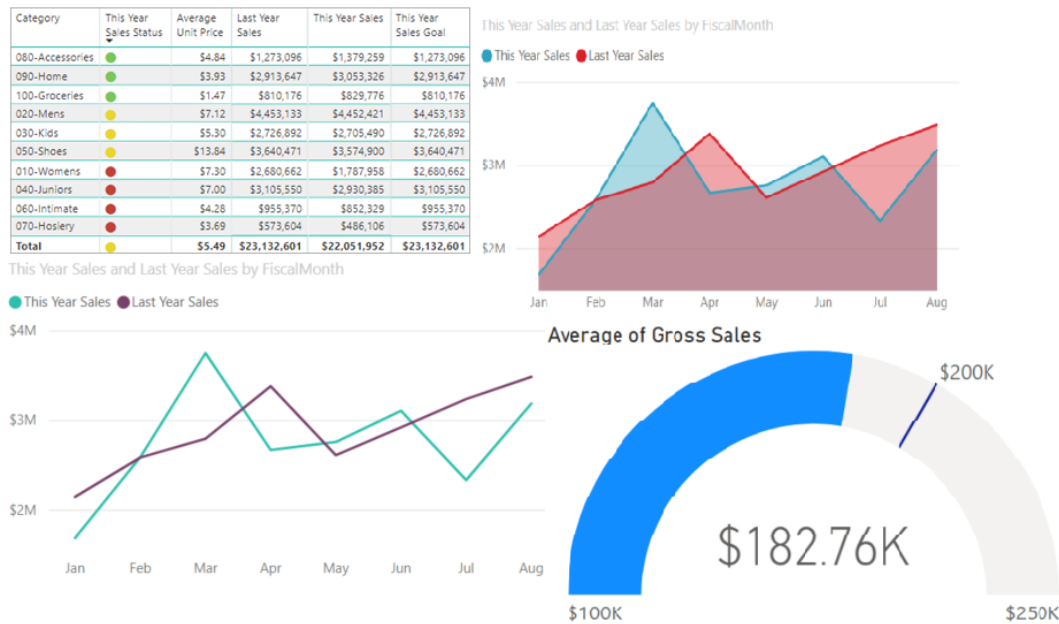 Category This Year Sales Status Average Unit Price Last Year Sales This Year Sales This Year Sales Goal
080-Accessories $4.84 $1,273,096 $1,379,259 $1,273,096
090-Home $3.93 $2,913,647 $3,053,326 $2,913,647
100-Groceries $1.47 $810,176 $829,776 $810,176
020-Mens $7.12 $4,453,133 $4,452,421 $4,453,133
030-Kids $5.30 $2,726,892 $2,705,490 $2,726,892
050-Shoes $13.84 $3,640,471 $3,574,900 $3,640,471
010-Womens $7.30 $2,680,662 $1,787,958 $2,680,662
040-Juniors $7.00 $3,105,550 $2,930,385 $3,105,550
060-Intimate $4.28 $955,370 $852,329 $955,370
070-Hosiery $3.69 $573,604 $486,106 $573,604
Total $5.49 $23,132,601 $22,051,952 $23,132,601
This Year Sales and Last Year Sales by FiscalMonth
This Year Sales Last Year Sales
$4M
$3M
$2M
Jan Feb Mar Apr May Jun Jul Aug
This Year Sales and Last Year Sales by FiscalMonth
This Year Sales Last Year Sales
$4M
$3M
$2M
Jan Feb Mar Apr May Jun Jul Aug
Average of Gross Sales
$200K
$182.76K
$100K $250K